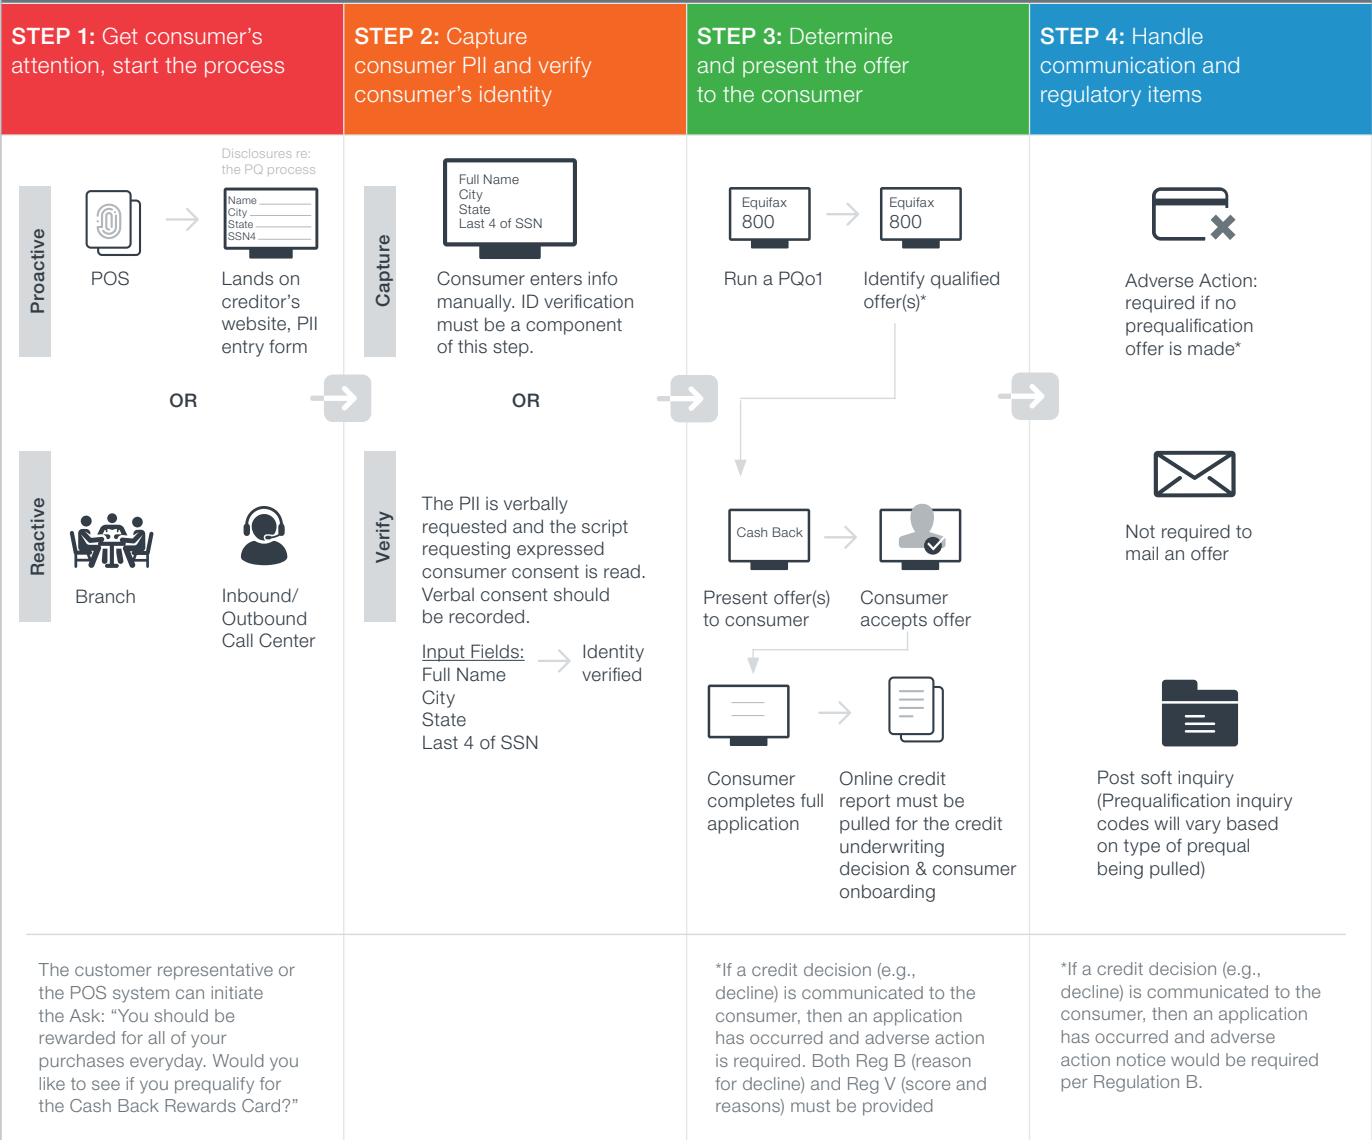 STEP 1: Get consumer's
attention, start the process
STEP 2: Capture
consumer PII and verify
consumer's identity
STEP 3: Determine
and present the offer
to the consumer
STEP 4: Handle
communication and
regulatory items
Proactive
POS
Disclosures re:
the PQ process
Name
City
State
SSN4
Lands on
creditor's
website, PII
entry form
OR
Reactive
Branch
Inbound/
Outbound
Call Center
The customer representative or
the POS system can initiate
the Ask: “You should be
rewarded for all of your
purchases everyday. Would you
like to see if you prequalify for
the Cash Back Rewards Card?”
Capture
Full Name
City
State
Last 4 of SSN
Consumer enters info
manually. ID verification
must be a component
of this step.
OR
Verify
The PII is verbally
requested and the script
requesting expressed
consumer consent is read.
Verbal consent should
be recorded.
Input Fields:
Full Name
City
State
Last 4 of SSN
Identity
verified
Equifax
800
Run a PQo1
Equifax
800
Identify qualified
offer(s)*
Cash Back
Present offer(s)
to consumer
Consumer
accepts offer
Consumer
completes full
application
Online credit
report must be
pulled for the credit
underwriting
decision & consumer
onboarding
*If a credit decision (e.g.,
decline) is communicated to the
consumer, then an application
has occurred and adverse action
is required. Both Reg B (reason
for decline) and Reg V (score and
reasons) must be provided
Adverse Action:
required if no
prequalification
offer is made*
Not required to
mail an offer
Post soft inquiry
(Prequalification inquiry
codes will vary based
on type of prequal
being pulled)
*If a credit decision (e.g.,
decline) is communicated to the
consumer, then an application
has occurred and adverse
action notice would be required
per Regulation B.